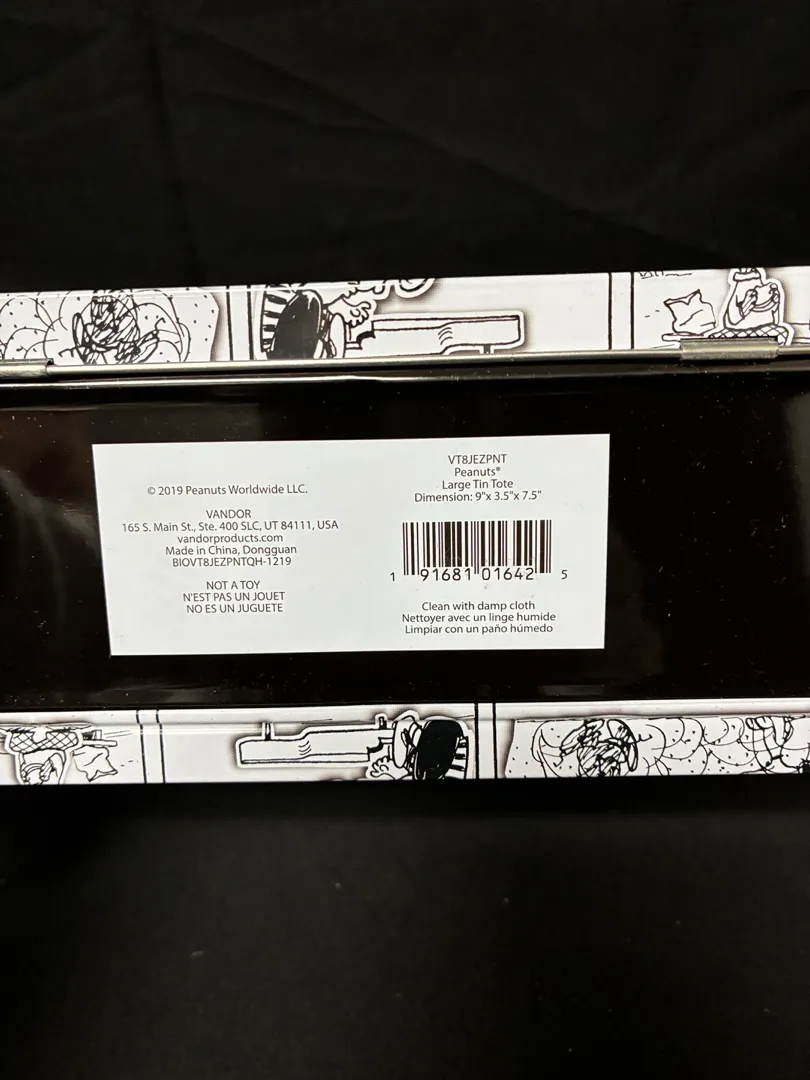 © 2019 Peanuts Worldwide LLC.
VANDOR
165 S. Main St., Ste. 400 SLC, UT 84111, USA
vandorproducts.com
Made in China, Dongguan
BIOVT8JEZPNTQH-1219
NOT A TOY
N'EST PAS UN JOUET
NO ES UN JUGUETE
VT8JEZPNT
Peanuts®
Large Tin Tote
Dimension: 9"x 3.5"x 7.5"
1 91681 01642 5
Clean with damp cloth
Nettoyer avec un linge humide
Limpiar con un paño húmedo